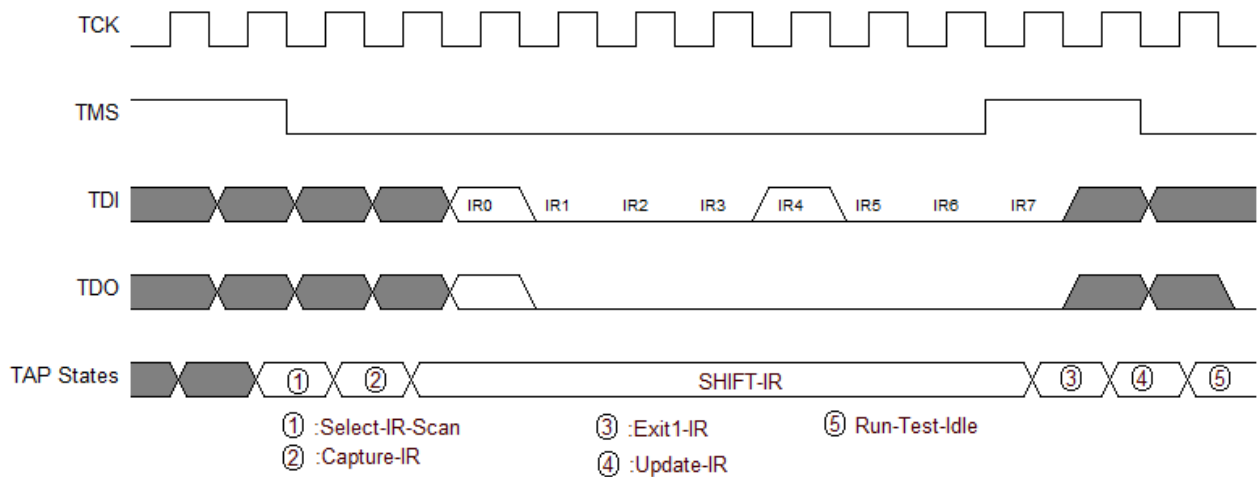 TCK
TMS
TDI IR0 IR1 IR2 IR3 IR4 IR5 IR6 IR7
TDO
TAP States ① ② SHIFT-IR ③ ④ ⑤
① :Select-IR-Scan ③ :Exit1-IR ⑤ Run-Test-Idle
② :Capture-IR ④ :Update-IR